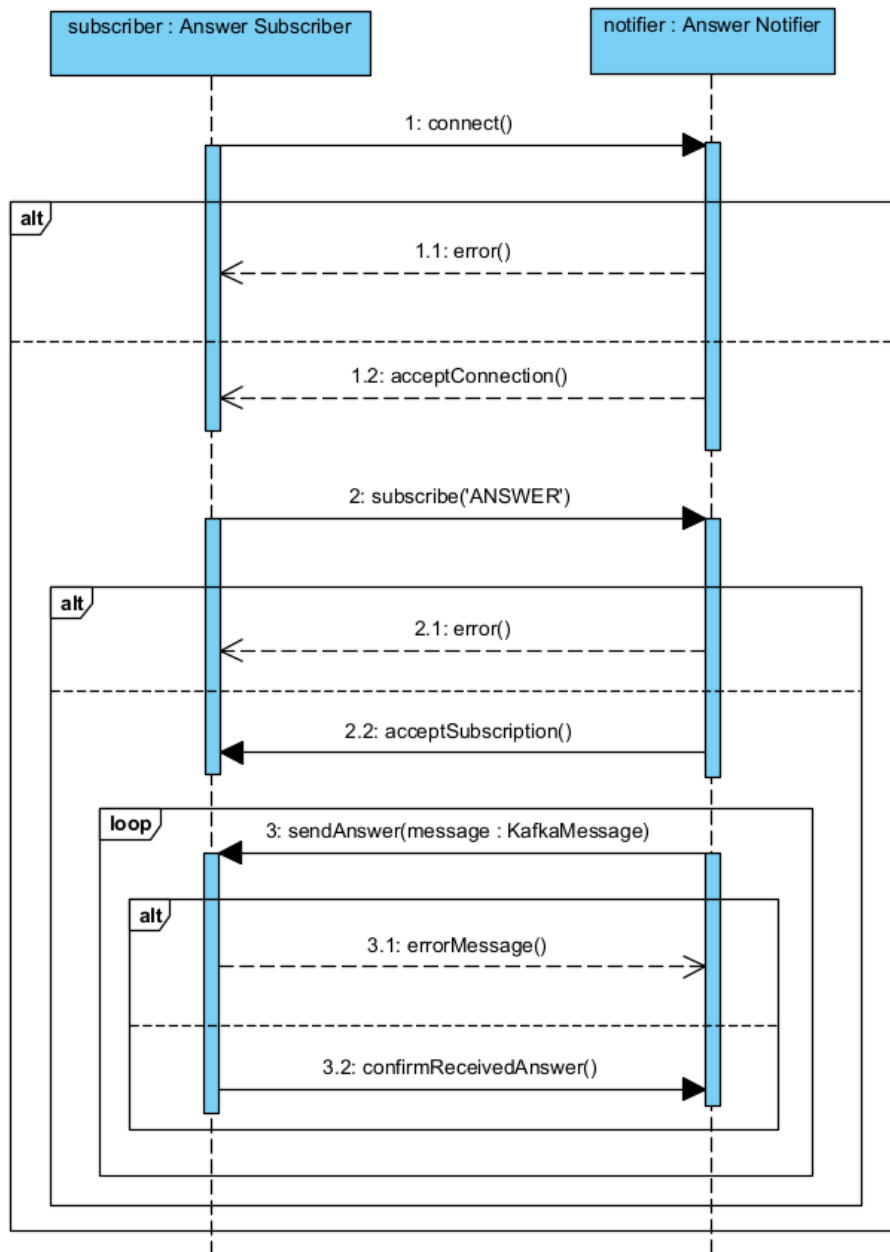 subscriber : Answer Subscriber
notifier : Answer Notifier
1: connect()
alt
1.1: error()
1.2: acceptConnection()
2: subscribe('ANSWER')
alt
2.1: error()
2.2: acceptSubscription()
loop
3: sendAnswer(message : KafkaMessage)
alt
3.1: errorMessage()
3.2: confirmReceivedAnswer()